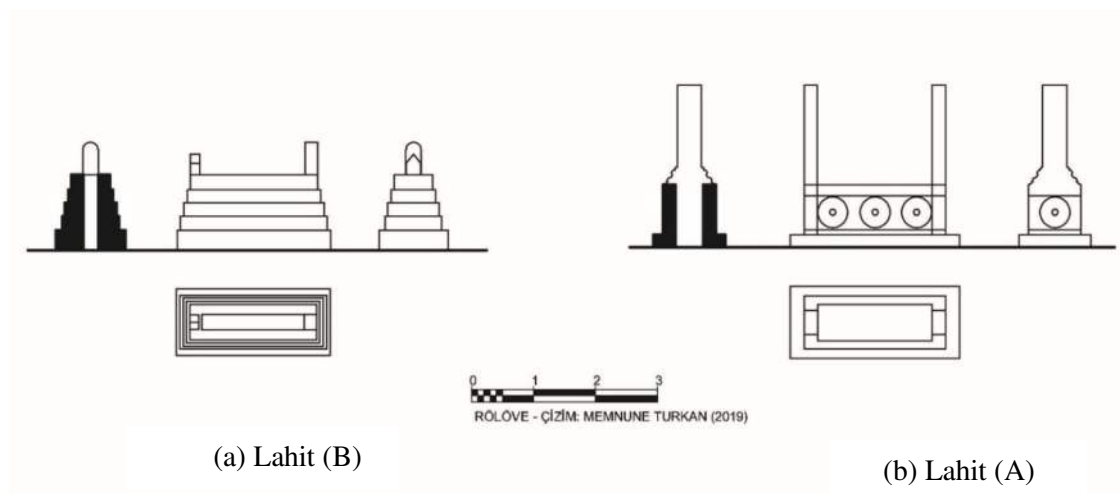 0 1 2 3
RÖLÖVE - ÇİZİM: MEMNUNE TURKAN (2019)
(a) Lahit (B)
(b) Lahit (A)